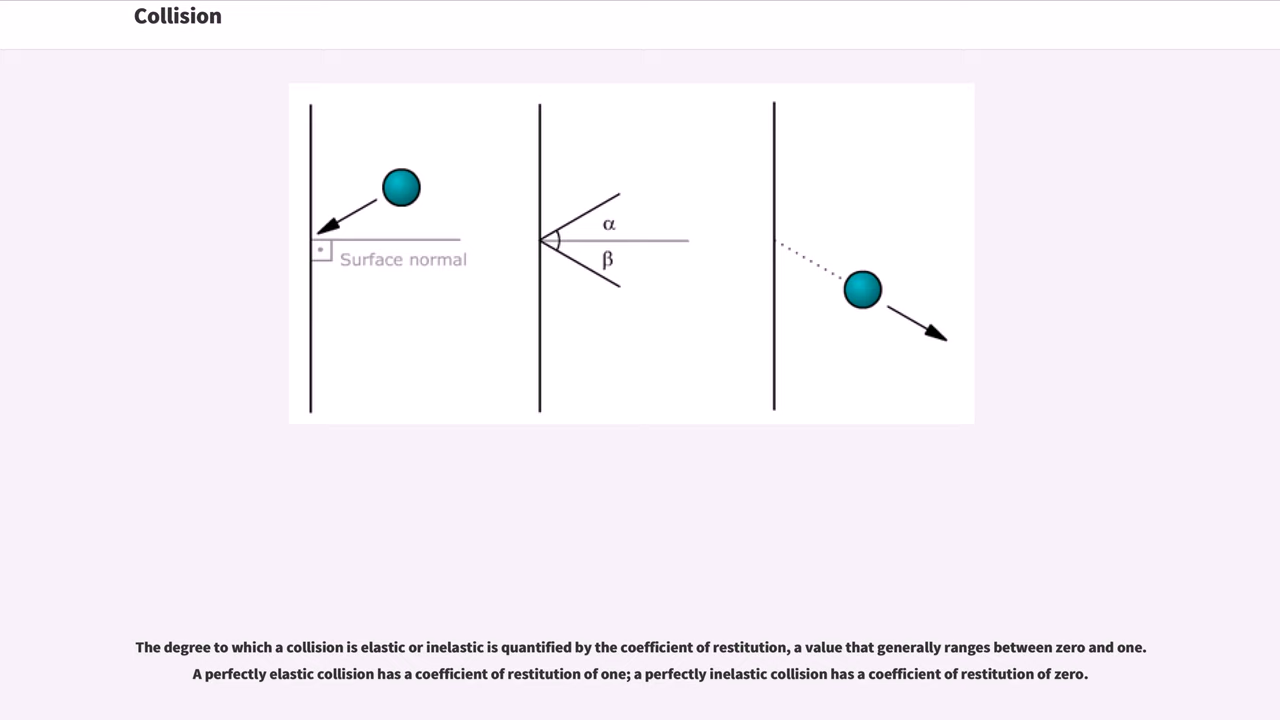 Collision
Surface normal
α
β
The degree to which a collision is elastic or inelastic is quantified by the coefficient of restitution, a value that generally ranges between zero and one.
A perfectly elastic collision has a coefficient of restitution of one; a perfectly inelastic collision has a coefficient of restitution of zero.